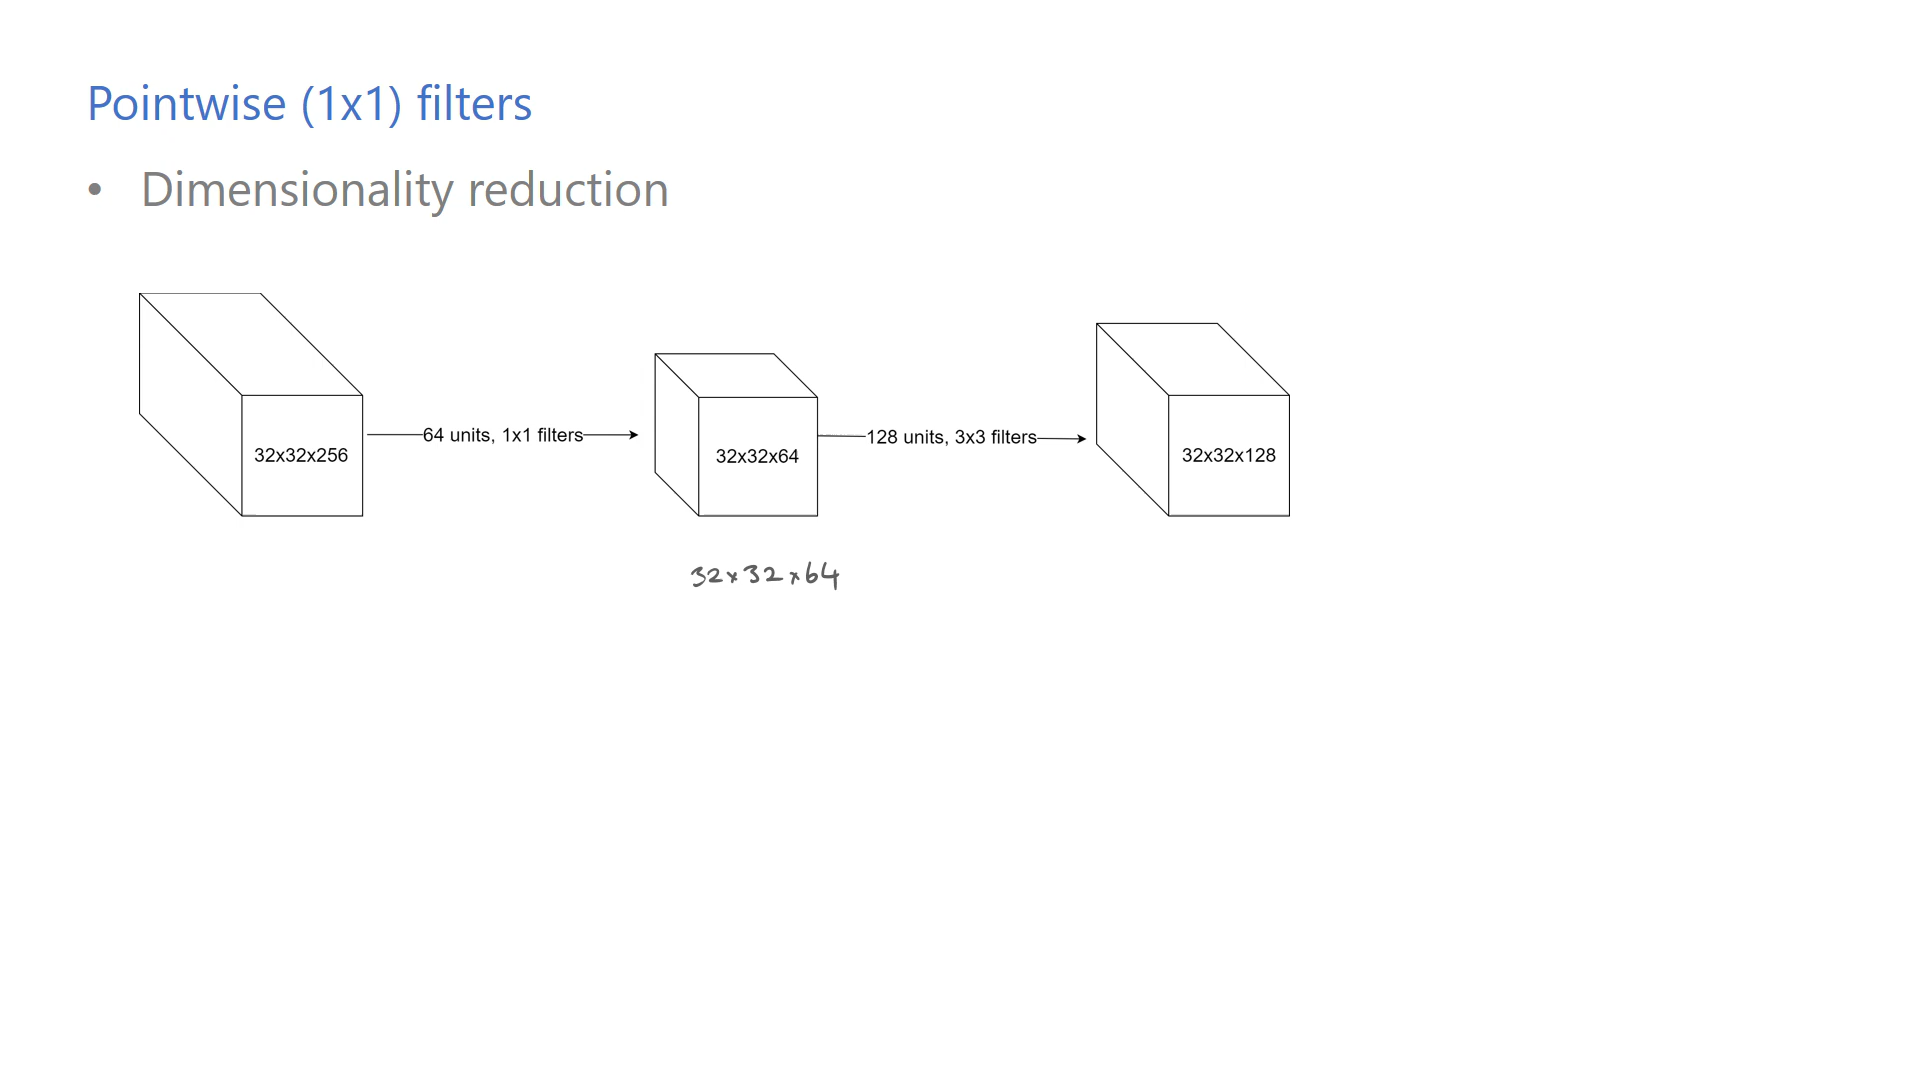 Pointwise (1x1) filters
• Dimensionality reduction
32x32x256
64 units, 1x1 filters
32x32x64
128 units, 3x3 filters
32x32x128
32x32x64